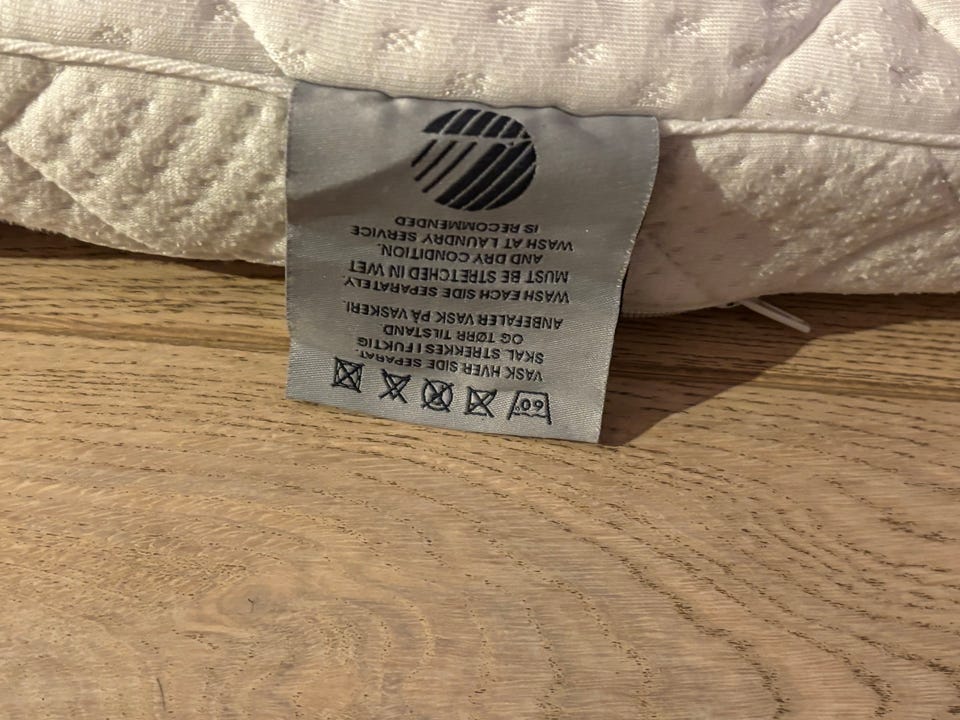 60°
VASK HVER SIDE SEPARAT.
SKAL STREKKES I FUKTIG
OG TØRR TILSTAND.
ANBEFALER VASK PÅ VASKERI.
WASH EACH SIDE SEPARATELY.
MUST BE STRETCHED IN WET
AND DRY CONDITION.
WASH AT LAUNDRY SERVICE
IS RECOMMENDED